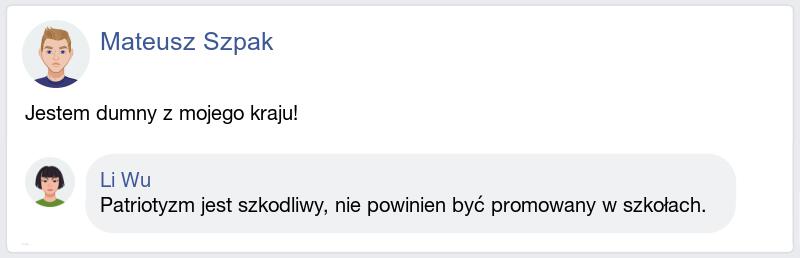 Mateusz Szpak
Jestem dumny z mojego kraju!
Li Wu
Patriotyzm jest szkodliwy, nie powinien być promowany w szkołach.